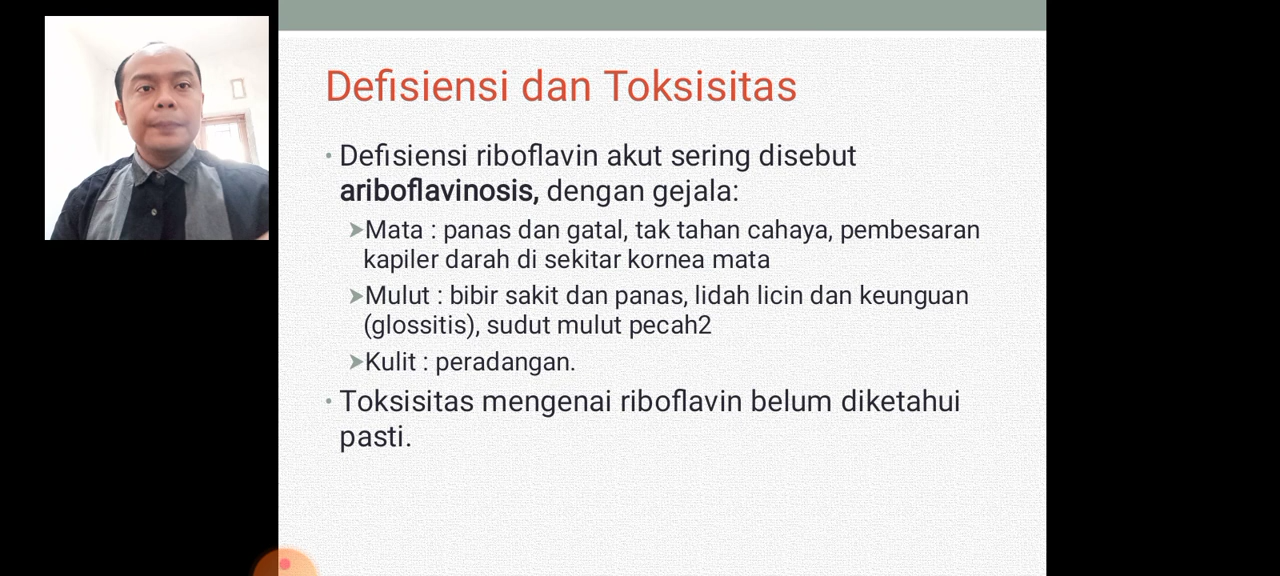 Defisiensi dan Toksisitas
• Defisiensi riboflavin akut sering disebut
ariboflavinosis, dengan gejala:
➤Mata : panas dan gatal, tak tahan cahaya, pembesaran
kapiler darah di sekitar kornea mata
➤Mulut : bibir sakit dan panas, lidah licin dan keunguan
(glossitis), sudut mulut pecah2
➤Kulit : peradangan.
• Toksisitas mengenai riboflavin belum diketahui
pasti.